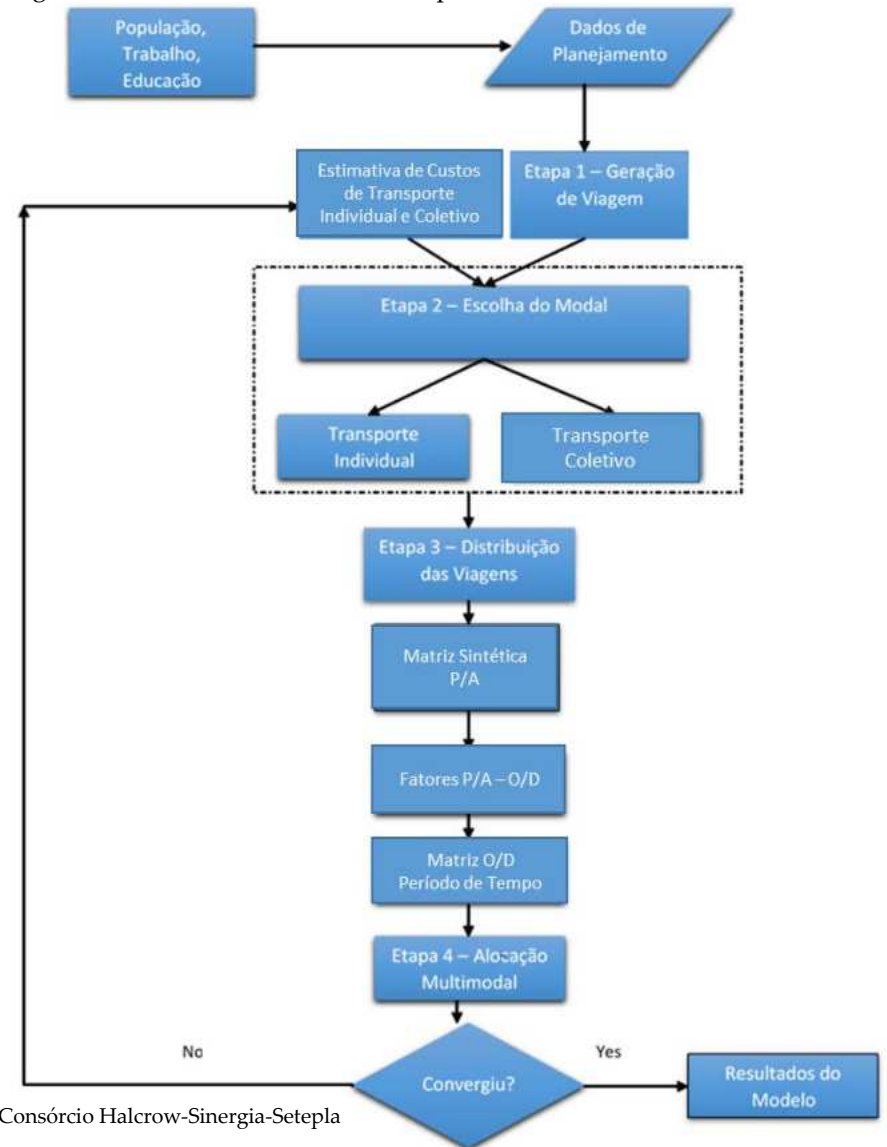 População,
Trabalho,
Educação
Dados de
Planejamento
Estimativa de Custos
de Transporte
Individual e Coletivo
Etapa 1 – Geração
de Viagem
Etapa 2 – Escolha do Modal
Transporte
Individual
Transporte
Coletivo
Etapa 3 – Distribuição
das Viagens
Matriz Sintética
P/A
Fatores P/A – O/D
Matriz O/D
Período de Tempo
Etapa 4 – Alocação
Multimodal
No
Convergiu?
Yes
Resultados do
Modelo
Consórcio Halcrow-Sinergia-Setepla